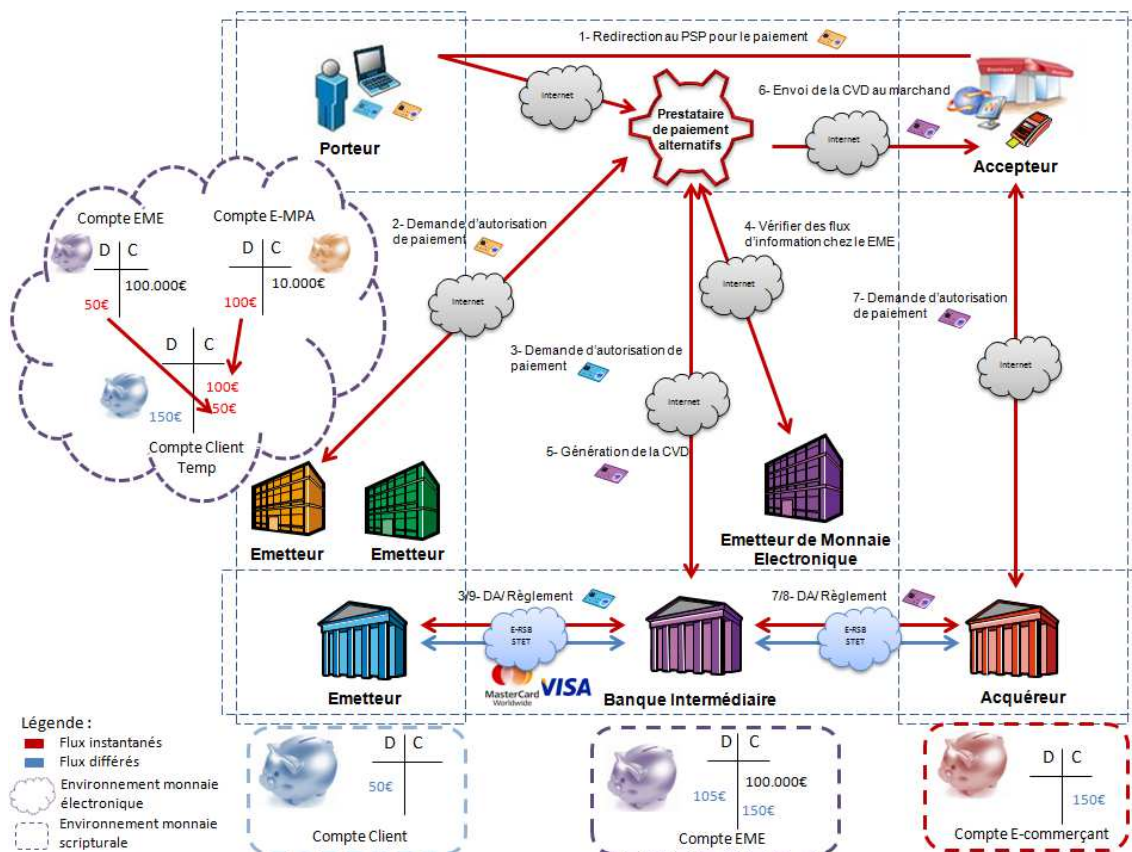 1- Redirection au PSP pour le paiement
Internet
Prestataire
de paiement
alternatifs
6- Envoi de la CVD au marchand
Internet
Porteur
Accepteur
Compte EME
D C
100.000€
50€
Compte E-MPA
D C
10.000€
100€
D C
100€
50€
150€
Compte Client
Temp
2- Demande d'autorisation
de paiement
Internet
4- Vérifier des flux
d'information chez le EME
Internet
3- Demande d'autorisation de
paiement
Internet
5- Génération de la CVD
7- Demande d'autorisation
de paiement
Internet
Emetteur
Emetteur
Emetteur de Monnaie
Electronique
3/9- DA/ Règlement
E-RSB
STET
MasterCard
Worldwide
VISA
7/8- DA/ Règlement
E-RSB
STET
Emetteur
Banque Intermédiaire
Acquéreur
Légende :
Flux instantanés
Flux différés
Environnement monnaie
électronique
Environnement monnaie
scripturale
D C
50€
Compte Client
D C
100.000€
105€
150€
Compte EME
D C
150€
Compte E-commerçant